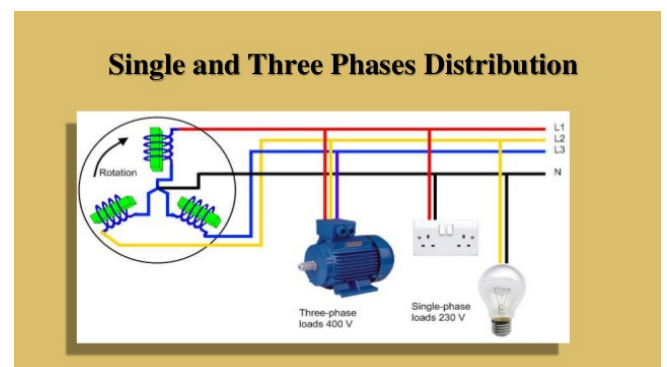 Single and Three Phases Distribution
L1
L2
L3
N
Rotation
Three-phase
loads 400 V
Single-phase
loads 230 V